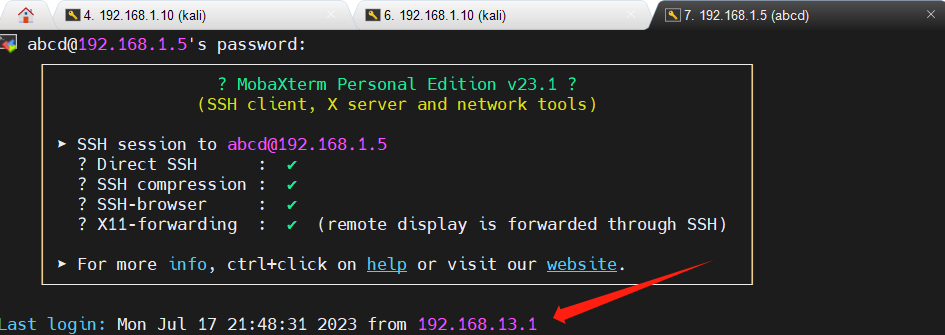 4. 192.168.1.10 (kali)
6. 192.168.1.10 (kali)
7. 192.168.1.5 (abcd)
abcd@192.168.1.5's password:
? MobaXterm Personal Edition v23.1 ?
(SSH client, X server and network tools)
➤ SSH session to abcd@192.168.1.5
? Direct SSH : ✔
? SSH compression : ✔
? SSH-browser : ✔
? X11-forwarding : ✔ (remote display is forwarded through SSH)
➤ For more info, ctrl+click on help or visit our website.
Last login: Mon Jul 17 21:48:31 2023 from 192.168.13.1